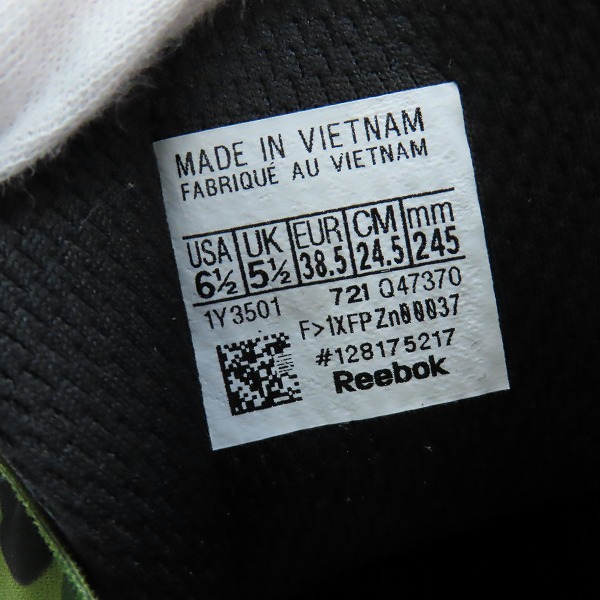 MADE IN VIETNAM
FABRIQUÉ AU VIETNAM
USA UK EUR CM mm
6½ 5½ 38.5 24.5 245
1Y3501 721 Q47370
F>1XFPZn00037
#128175217
Reebok